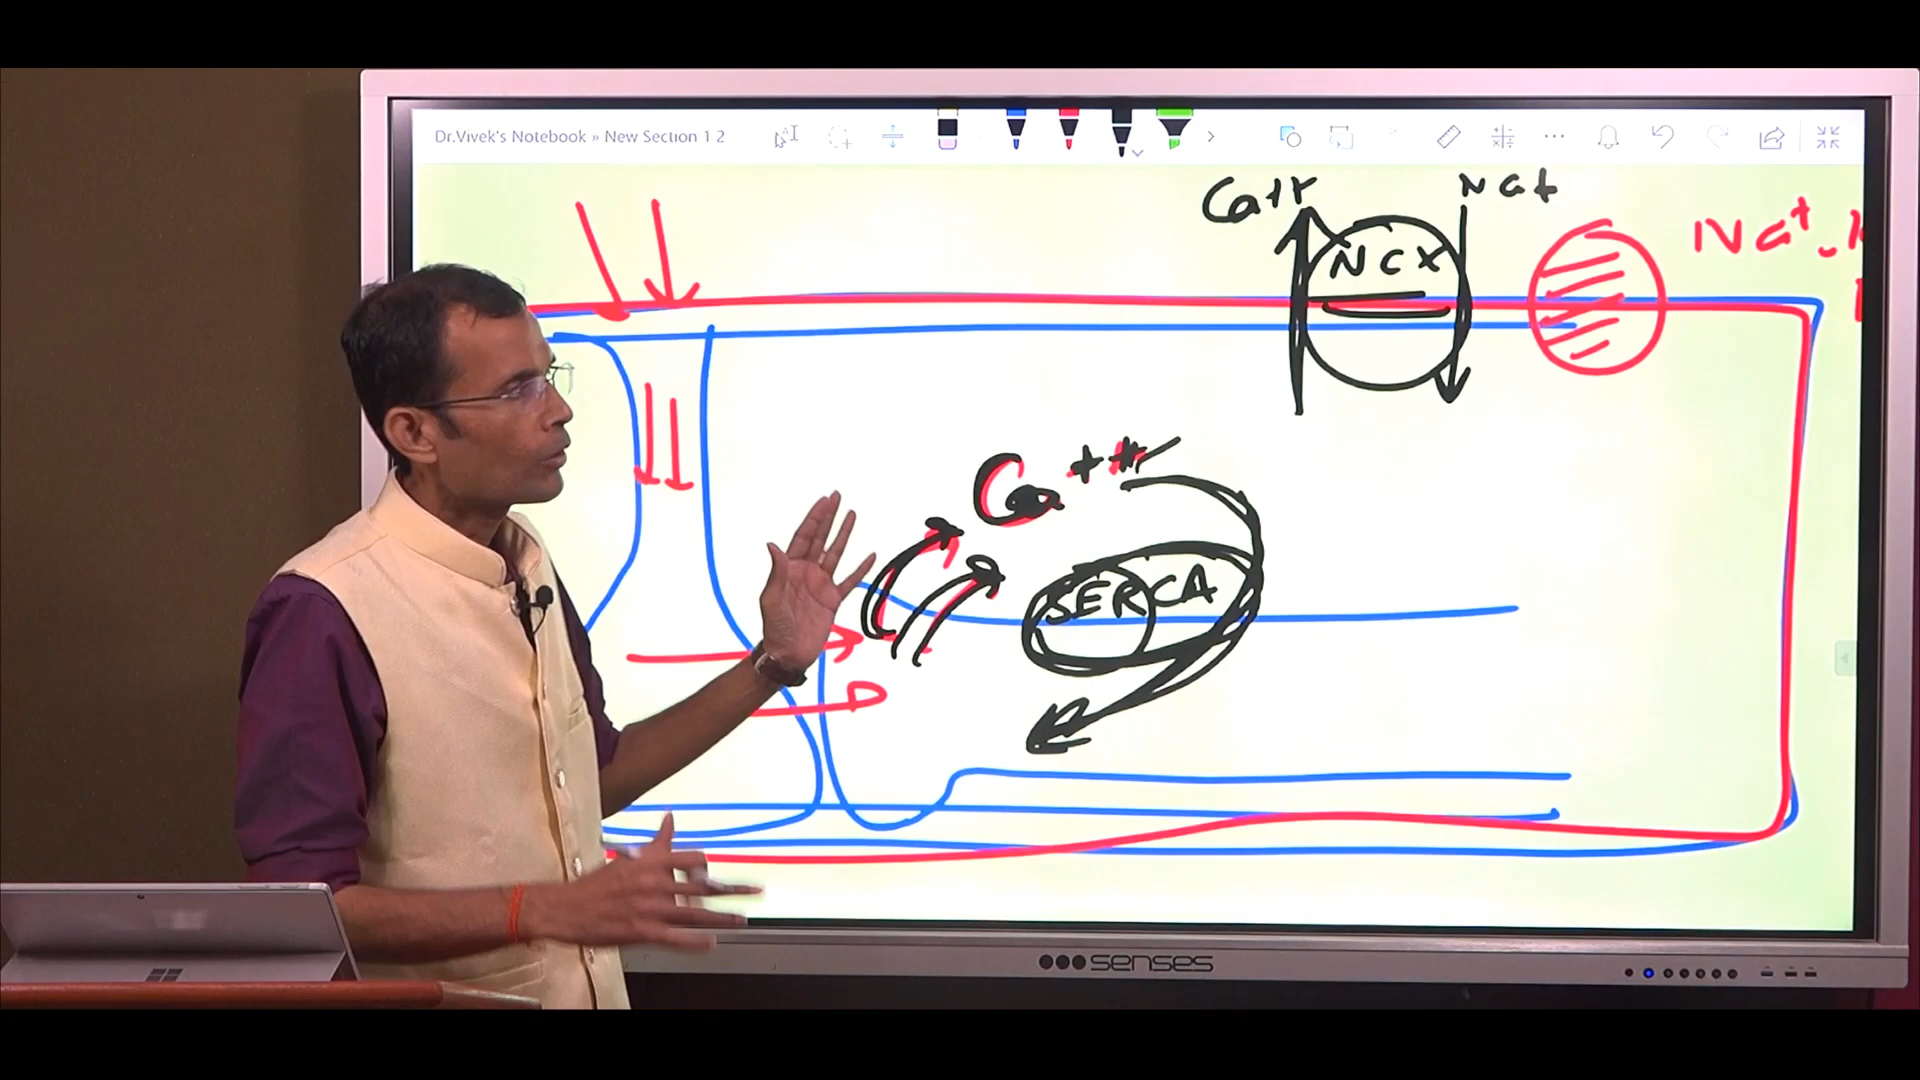 Dr.Vivek's Notebook » New Section 1 2
Ca++
Na+
NCX
Na+
Ca++
SERCA
senses